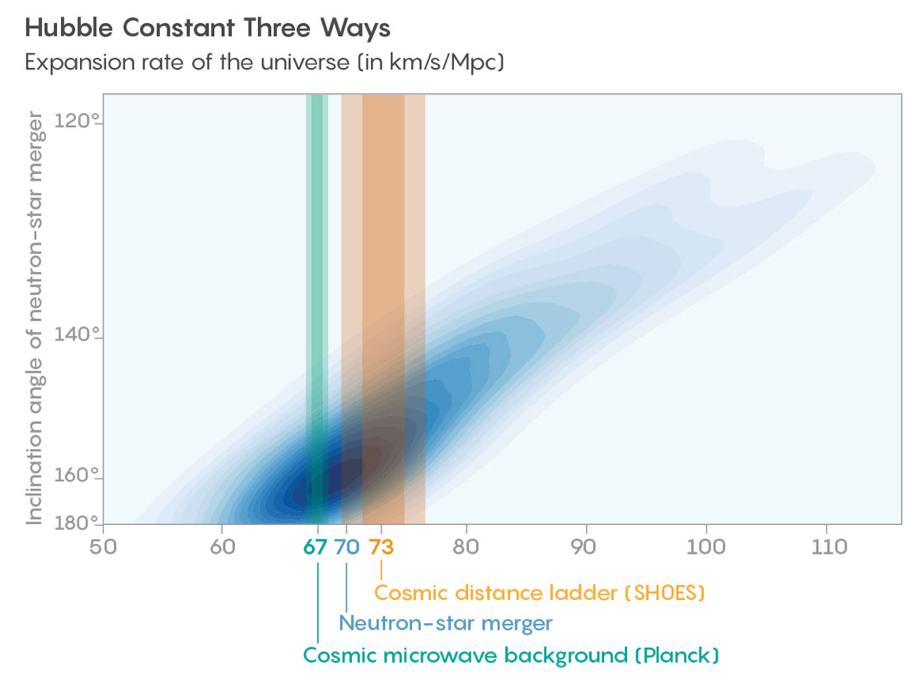 Hubble Constant Three Ways
Expansion rate of the universe (in km/s/Mpc)
Inclination angle of neutron-star merger
120°
140°
160°
180°
50 60 67 70 73 80 90 100 110
Cosmic distance ladder (SHOES)
Neutron-star merger
Cosmic microwave background (Planck)